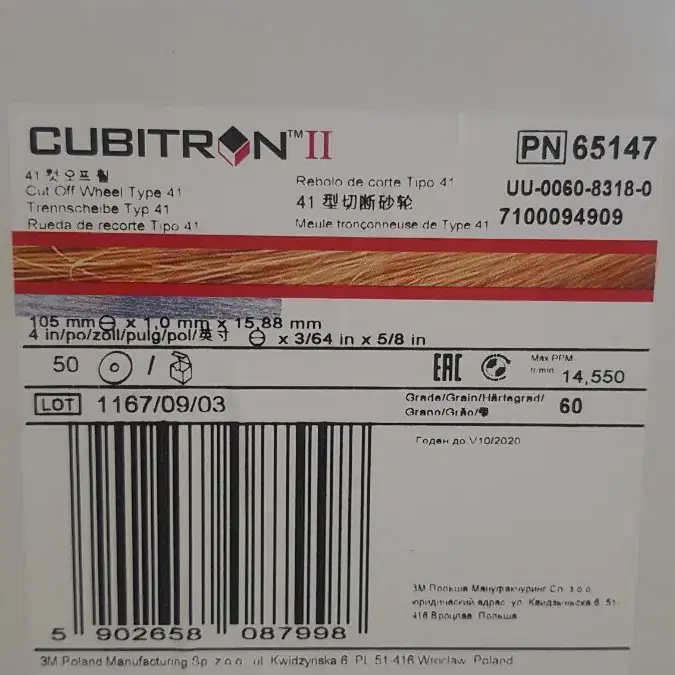 CUBITRON™ II
PN 65147
41 컷 오프 휠
Cut Off Wheel Type 41
Trennscheibe Typ 41
Rueda de recorte Tipo 41
Rebolo de corte Tipo 41
41 型切断砂轮
Meule tronçonneuse de Type 41
UU-0060-8318-0
7100094909
105 mm ⌀ x 1,0 mm x 15,88 mm
4 in/po/zoll/pulg/pol/英寸 ⌀ x 3/64 in x 5/8 in
50 /
EAC
Max РРМ
r/min 14,550
LOT 1167/09/03
Grade/Grain/Härtegrad/
Grano/Grão/
60
Годен до V10/2020
3М Польша Мануфакчуринг Сп. з о.о.
юридический адрес: ул. Квидзыньска 6, 51-
416 Вроцлав, Польша
5 902658 087998
3M Poland Manufacturing Sp. z o.o. ul. Kwidzynska 6, PL 51-416 Wroclaw, Poland